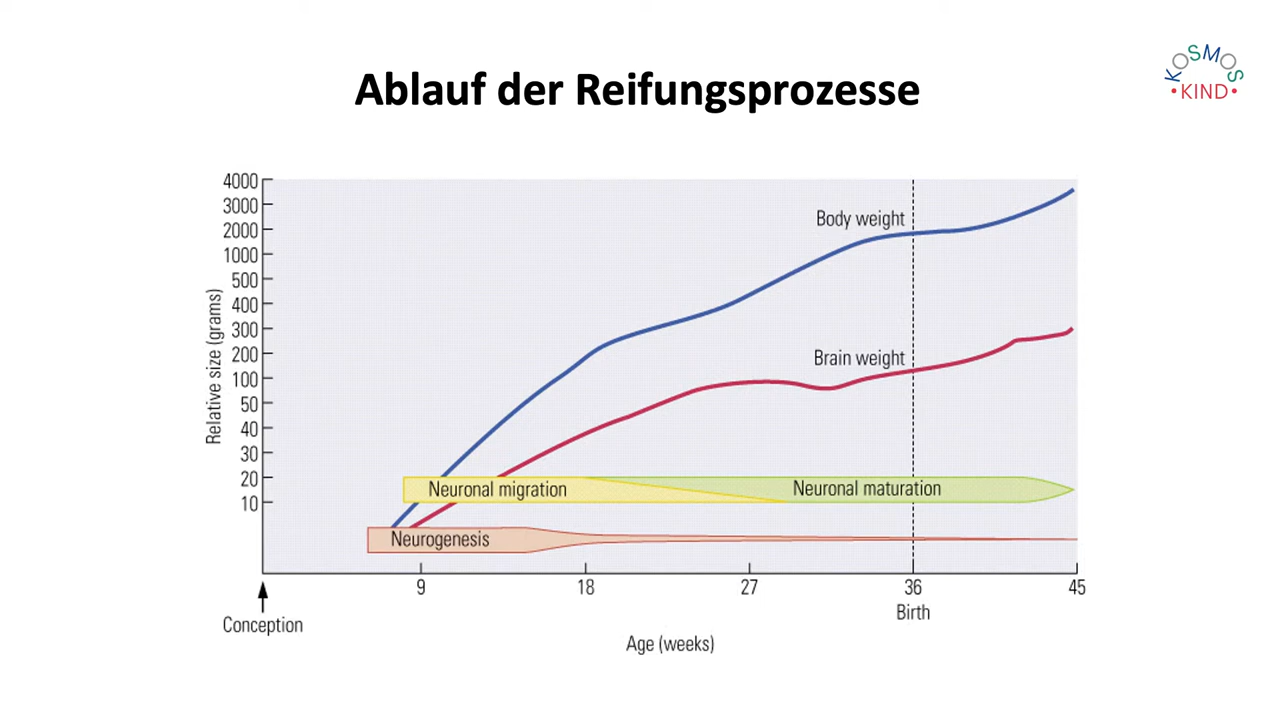 Ablauf der Reifungsprozesse
KOSMOS
•KIND•
4000
3000
2000
1000
500
400
300
200
100
50
40
30
20
10
Relative size (grams)
Body weight
Brain weight
Neuronal migration
Neuronal maturation
Neurogenesis
9
18
27
36
45
Conception
Birth
Age (weeks)